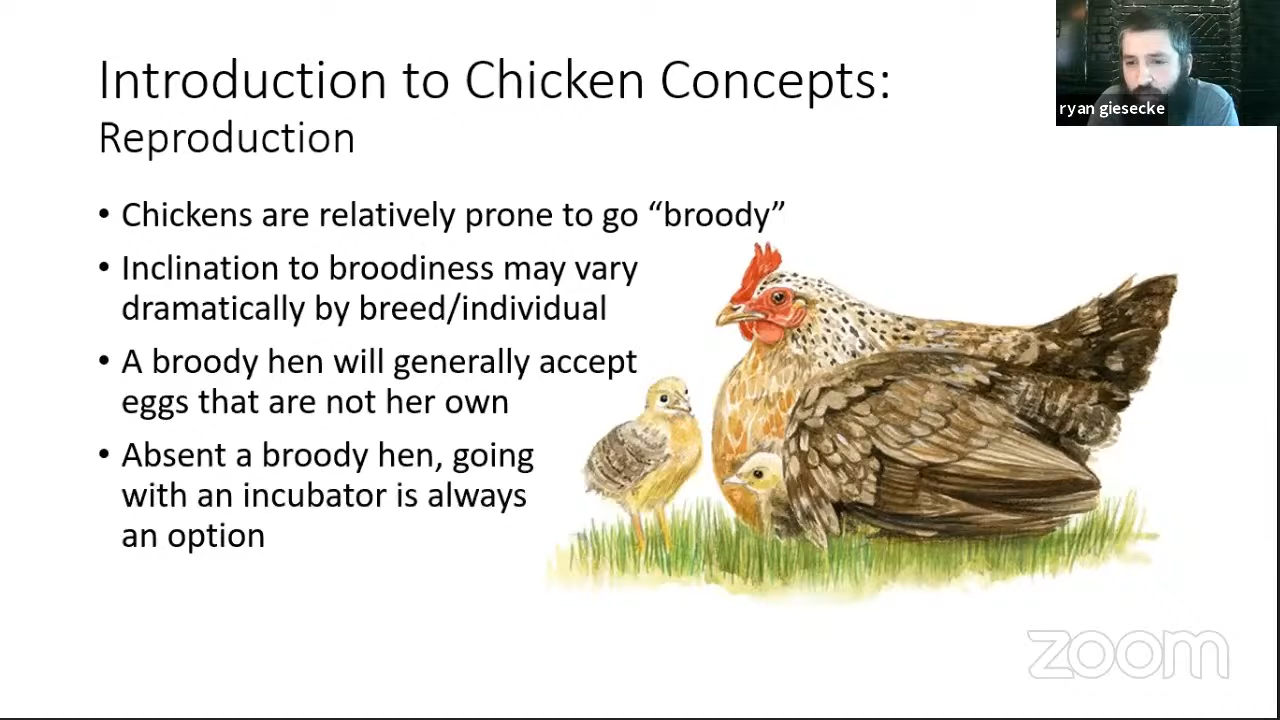 Introduction to Chicken Concepts:
Reproduction
• Chickens are relatively prone to go “broody”
• Inclination to broodiness may vary
dramatically by breed/individual
• A broody hen will generally accept
eggs that are not her own
• Absent a broody hen, going
with an incubator is always
an option
ryan giesecke
zoom